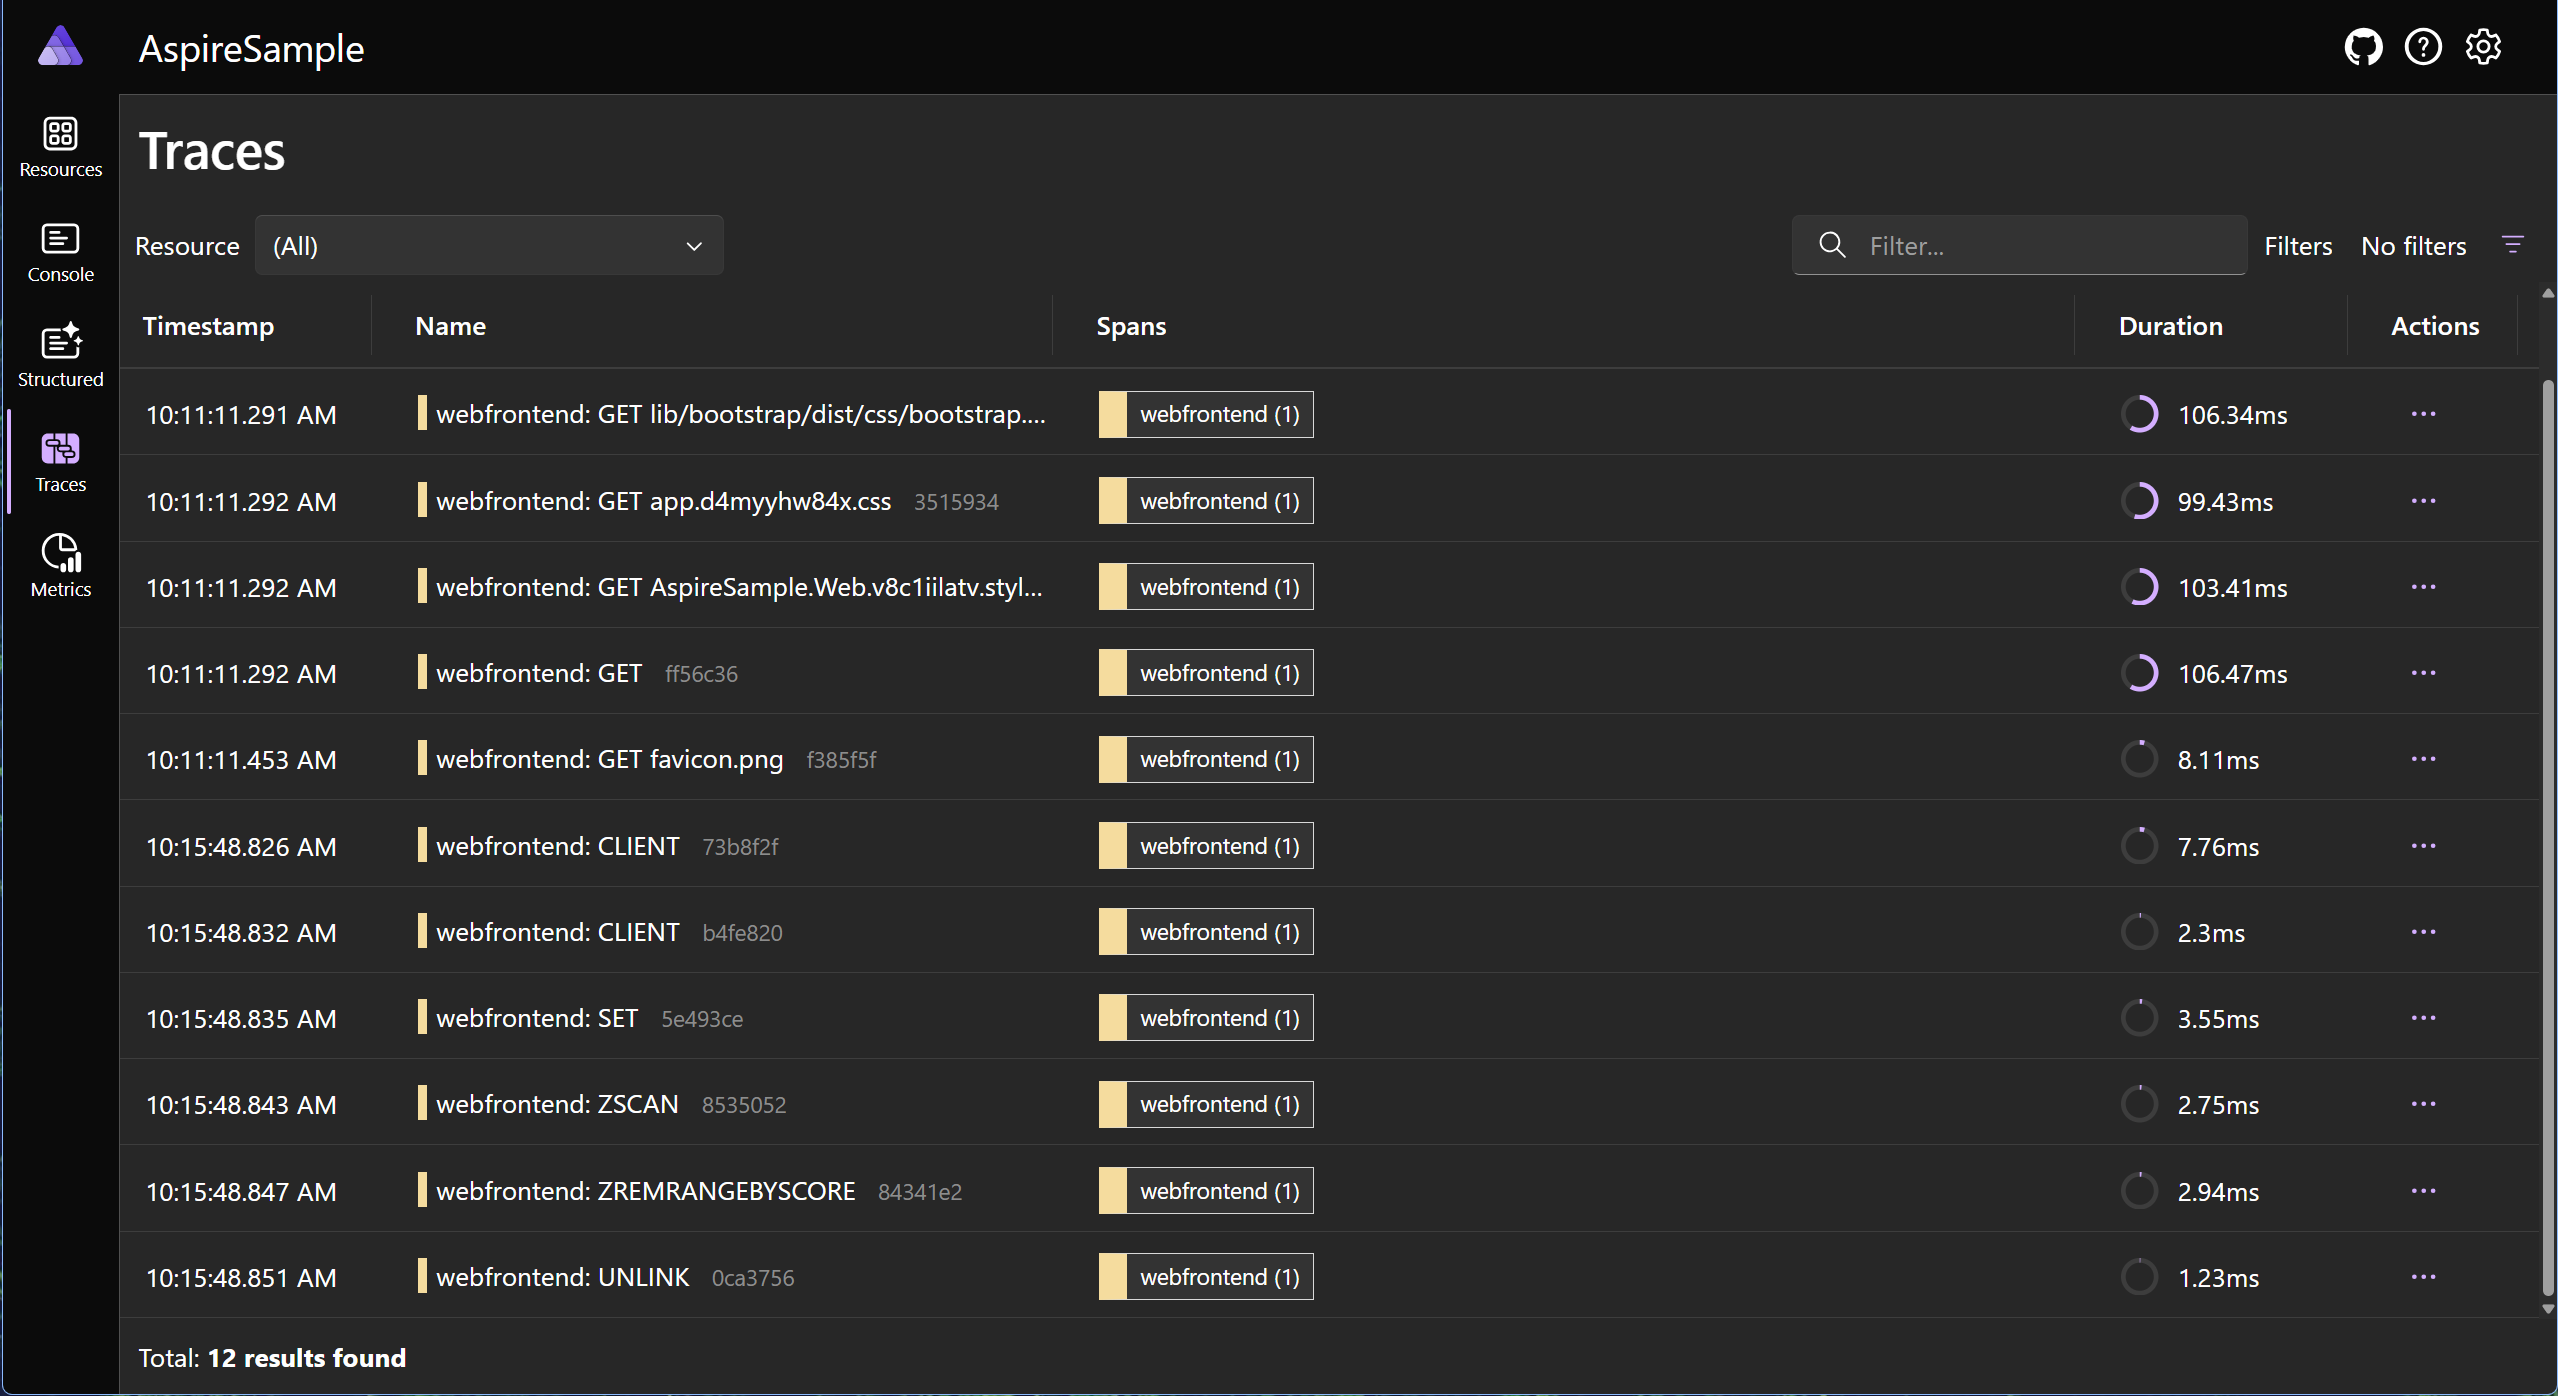 AspireSample
Resources
Console
Structured
Traces
Metrics
Traces
Resource (All) Filter... Filters No filters
Timestamp Name Spans Duration Actions
10:11:11.291 AM webfrontend: GET lib/bootstrap/dist/css/bootstrap.... webfrontend (1) 106.34ms ...
10:11:11.292 AM webfrontend: GET app.d4myyhw84x.css 3515934 webfrontend (1) 99.43ms ...
10:11:11.292 AM webfrontend: GET AspireSample.Web.v8c1iilatv.styl... webfrontend (1) 103.41ms ...
10:11:11.292 AM webfrontend: GET ff56c36 webfrontend (1) 106.47ms ...
10:11:11.453 AM webfrontend: GET favicon.png f385f5f webfrontend (1) 8.11ms ...
10:15:48.826 AM webfrontend: CLIENT 73b8f2f webfrontend (1) 7.76ms ...
10:15:48.832 AM webfrontend: CLIENT b4fe820 webfrontend (1) 2.3ms ...
10:15:48.835 AM webfrontend: SET 5e493ce webfrontend (1) 3.55ms ...
10:15:48.843 AM webfrontend: ZSCAN 8535052 webfrontend (1) 2.75ms ...
10:15:48.847 AM webfrontend: ZREMRANGEBYSCORE 84341e2 webfrontend (1) 2.94ms ...
10:15:48.851 AM webfrontend: UNLINK 0ca3756 webfrontend (1) 1.23ms ...
Total: 12 results found